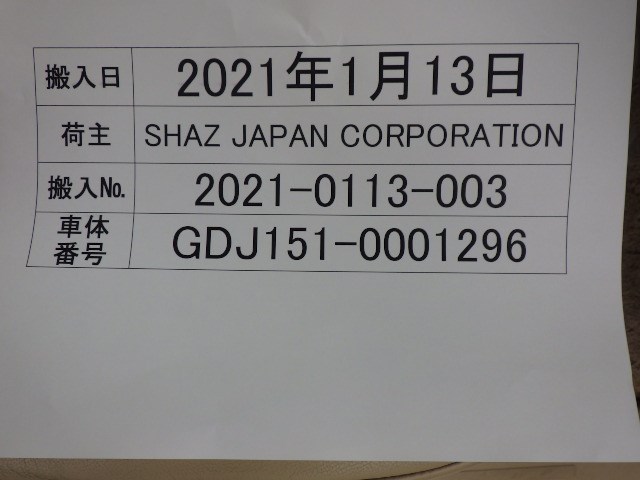 搬入日 2021年1月13日
荷主 SHAZ JAPAN CORPORATION
搬入No. 2021-0113-003
車体
番号 GDJ151-0001296